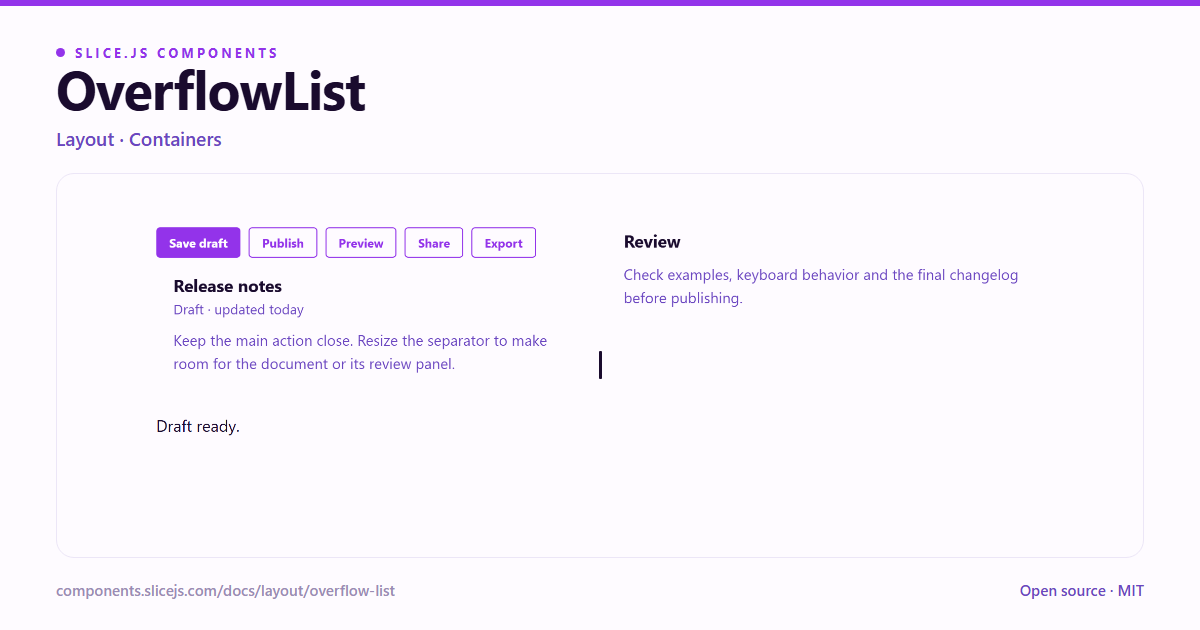 SLICE.JS COMPONENTS
OverflowList
Layout · Containers
Save draft
Publish
Preview
Share
Export
Release notes
Draft · updated today
Keep the main action close. Resize the separator to make
room for the document or its review panel.
Draft ready.
Review
Check examples, keyboard behavior and the final changelog
before publishing.
components.slicejs.com/docs/layout/overflow-list
Open source · MIT